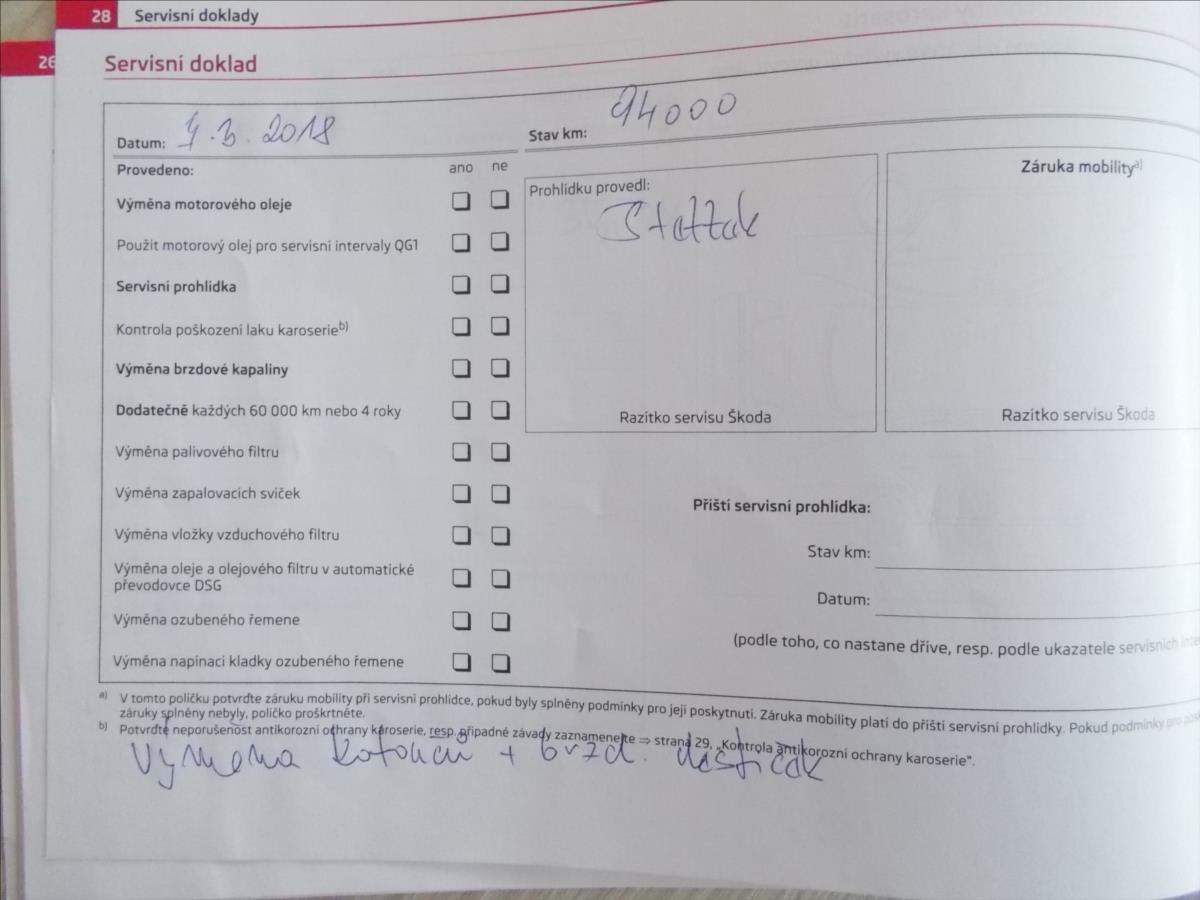 28 Servisní doklady
26
Servisní doklad
Datum: 4.3.2018
Stav km: 94000
Provedeno: ano ne
Výměna motorového oleje
Použit motorový olej pro servisní intervaly QG1
Servisní prohlídka
Kontrola poškození laku karoserie b)
Výměna brzdové kapaliny
Dodatečně každých 60 000 km nebo 4 roky
Výměna palivového filtru
Výměna zapalovacích svíček
Výměna vložky vzduchového filtru
Výměna oleje a olejového filtru v automatické
převodovce DSG
Výměna ozubeného řemene
Výměna napínací kladky ozubeného řemene
Prohlídku provedl:
Razítko servisu Škoda
Záruka mobility a)
Razítko servisu Škoda
Příští servisní prohlídka:
Stav km:
Datum:
(podle toho, co nastane dříve, resp. podle ukazatele servisních
a) V tomto políčku potvrďte záruku mobility při servisní prohlídce, pokud byly splněny podmínky pro její poskytnutí. Záruka mobility platí do příští servisní prohlídky. Pokud podmínky pro
záruky splněny nebyly, políčko proškrtněte.
b) Potvrďte neporušenost antikorozní ochrany karoserie, resp. případné závady zaznamenejte ⇒ strana 29, „Kontrola antikorozní ochrany karoserie".
Výměna kotoučů + brzd. destiček